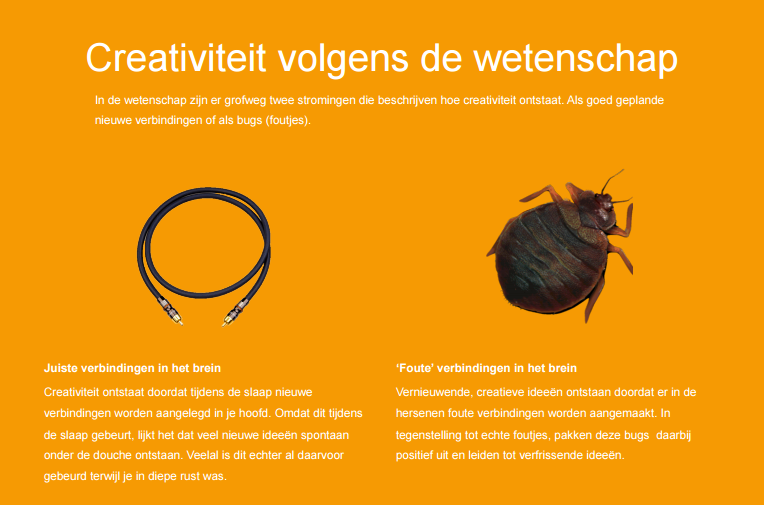 Creativiteit volgens de wetenschap
In de wetenschap zijn er grofweg twee stromingen die beschrijven hoe creativiteit ontstaat. Als goed geplande
nieuwe verbindingen of als bugs (foutjes).
Juiste verbindingen in het brein
Creativiteit ontstaat doordat tijdens de slaap nieuwe
verbindingen worden aangelegd in je hoofd. Omdat dit tijdens
de slaap gebeurt, lijkt het dat veel nieuwe ideeën spontaan
onder de douche ontstaan. Veelal is dit echter al daarvoor
gebeurd terwijl je in diepe rust was.
‘Foute’ verbindingen in het brein
Vernieuwende, creatieve ideeën ontstaan doordat er in de
hersenen foute verbindingen worden aangemaakt. In
tegenstelling tot echte foutjes, pakken deze bugs  daarbij
positief uit en leiden tot verfrissende ideeën.